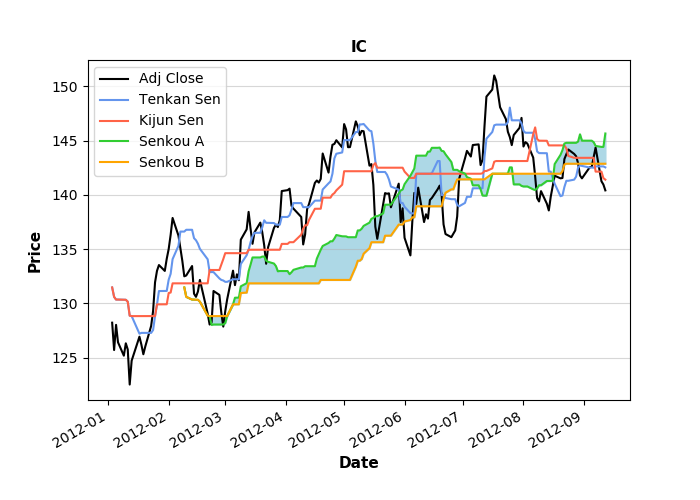 IC
Adj Close
Tenkan Sen
Kijun Sen
Senkou A
Senkou B
Price
150
145
140
135
130
125
2012-01
2012-02
2012-03
2012-04
2012-05
2012-06
2012-07
2012-08
2012-09
Date